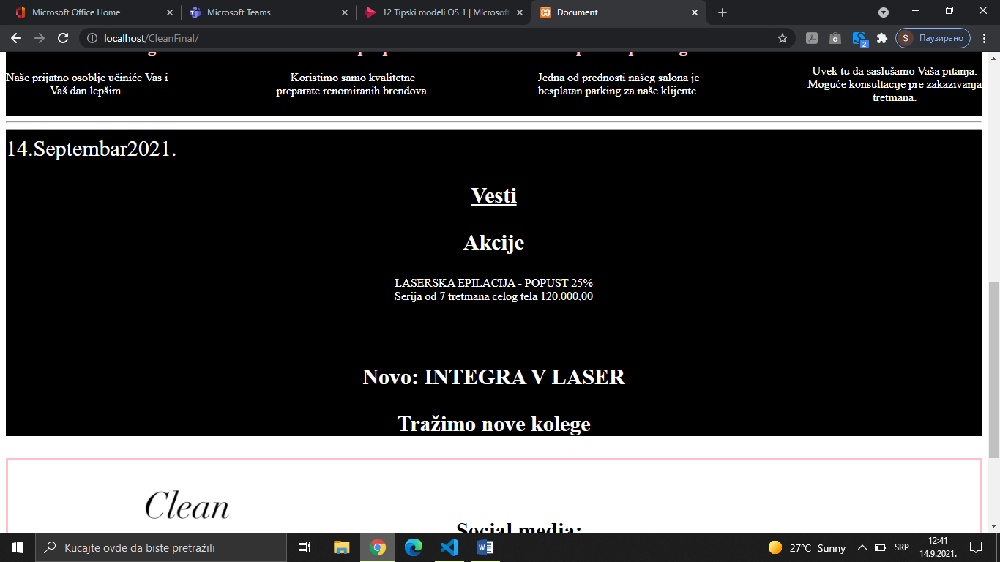 Microsoft Office Home
Microsoft Teams
12 Tipski modeli OS 1 | Microsoft
Document
localhost/CleanFinal/
S Паузирано
2
Naše prijatno osoblje učiniće Vas i
Vaš dan lepšim.
Koristimo samo kvalitetne
preparate renomiranih brendova.
Jedna od prednosti našeg salona je
besplatan parking za naše klijente.
Uvek tu da saslušamo Vaša pitanja.
Moguće konsultacije pre zakazivanja
tretmana.
14.Septembar2021.
Vesti
Akcije
LASERSKA EPILACIJA - POPUST 25%
Serija od 7 tretmana celog tela 120.000,00
Novo: INTEGRA V LASER
Tražimo nove kolege
Clean
Social media:
Kucajte ovde da biste pretražili
27°C Sunny
SRP
12:41
14.9.2021.